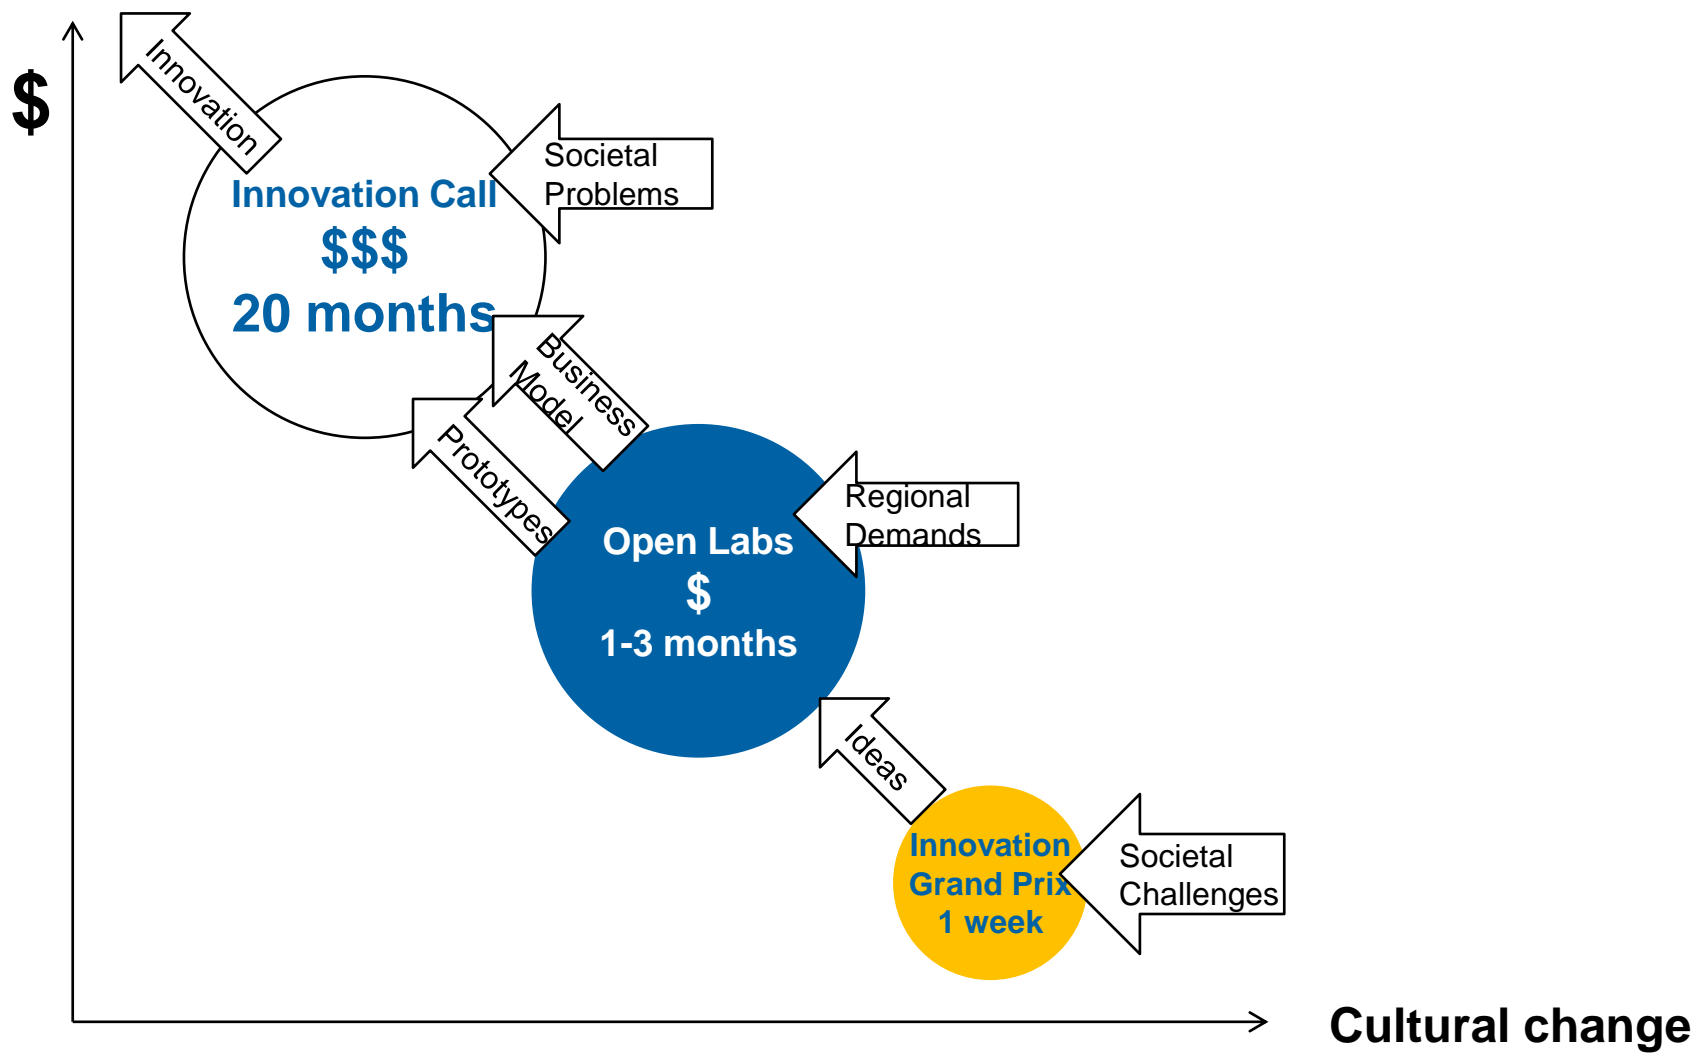 $
Innovation
Societal
Problems
Innovation Call
$$$
20 months
Business
Model
Prototypes
Regional
Demands
Open Labs
$
1-3 months
Ideas
Innovation
Grand Prix
1 week
Societal
Challenges
Cultural change